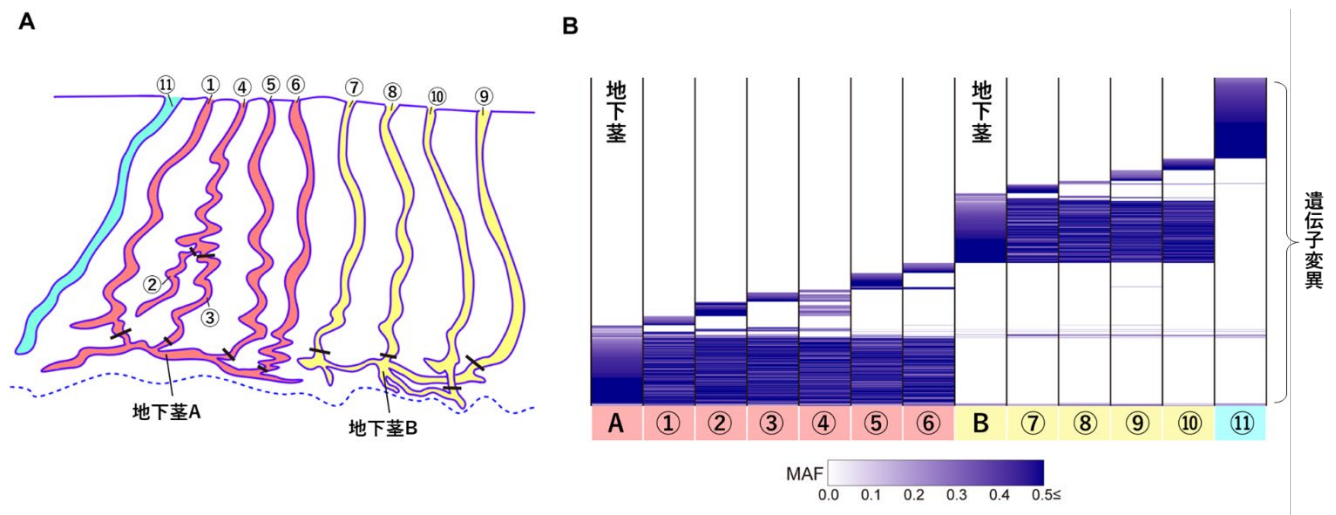 A
⑪ ① ④ ⑤ ⑥ ⑦ ⑧ ⑩ ⑨
②
③
地下茎A
地下茎B
B
地下茎
地下茎
遺伝子変異
A ① ② ③ ④ ⑤ ⑥ B ⑦ ⑧ ⑨ ⑩ ⑪
MAF
0.0 0.1 0.2 0.3 0.4 0.5≤